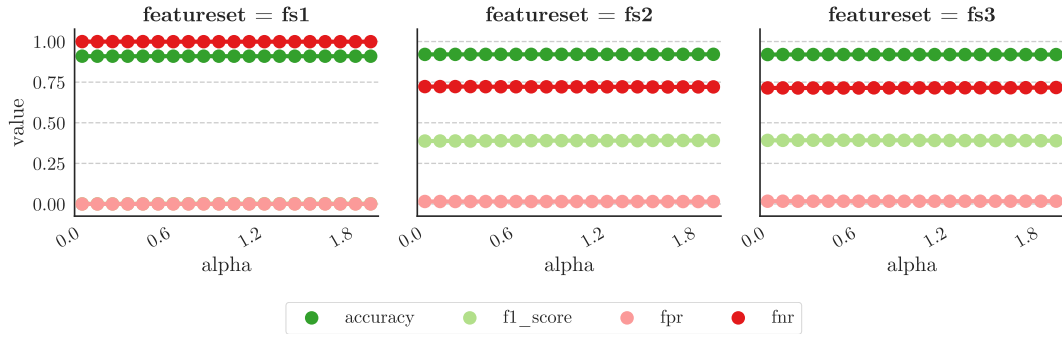 featureset = fs1
featureset = fs2
featureset = fs3
value
1.00
0.75
0.50
0.25
0.00
0.0
0.6
1.2
1.8
0.0
0.6
1.2
1.8
0.0
0.6
1.2
1.8
alpha
alpha
alpha
accuracy
f1_score
fpr
fnr